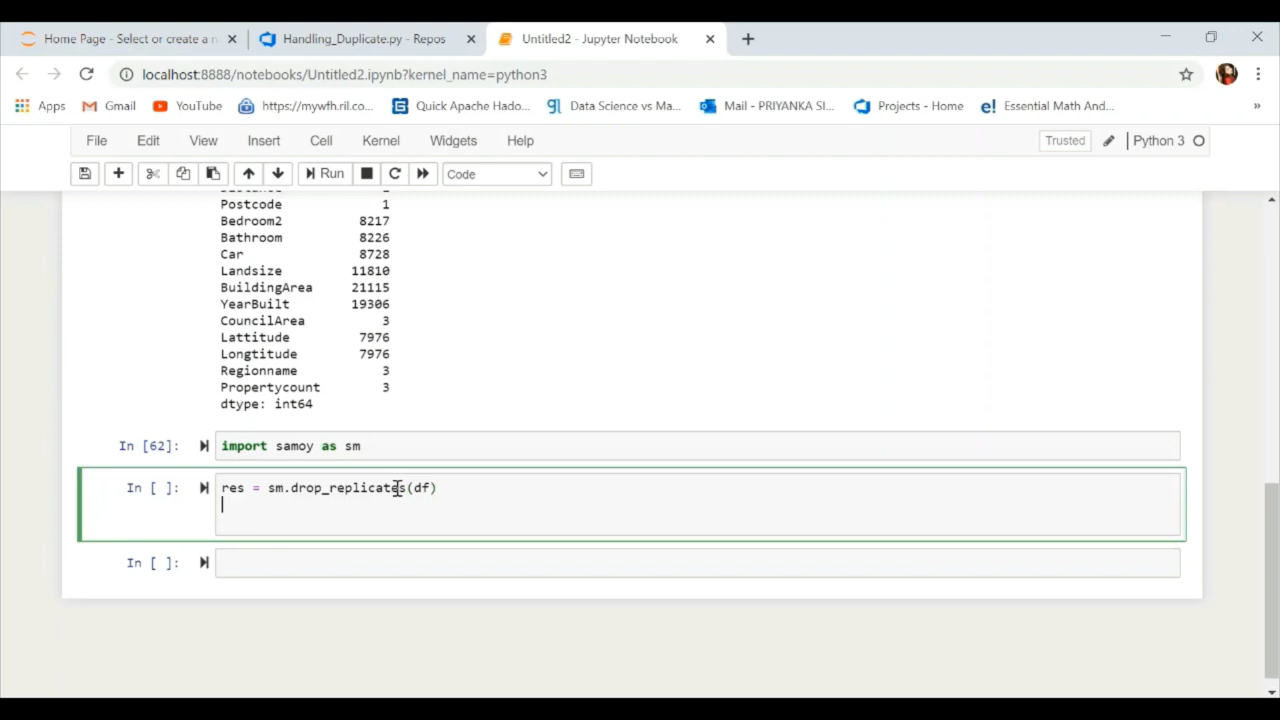 Home Page - Select or create a n
Handling_Duplicate.py - Repos
Untitled2 - Jupyter Notebook
localhost:8888/notebooks/Untitled2.ipynb?kernel_name=python3
Apps
Gmail
YouTube
https://mywfh.ril.co...
Quick Apache Hado...
Data Science vs Ma...
Mail - PRIYANKA SI...
Projects - Home
e! Essential Math And...
»
File Edit View Insert Cell Kernel Widgets Help
Trusted
Python 3
Run
Code
Postcode 1
Bedroom2 8217
Bathroom 8226
Car 8728
Landsize 11810
BuildingArea 21115
YearBuilt 19306
CouncilArea 3
Lattitude 7976
Longtitude 7976
Regionname 3
Propertycount 3
dtype: int64
In [62]: import samoy as sm
In [ ]: res = sm.drop_replicates(df)
In [ ]: